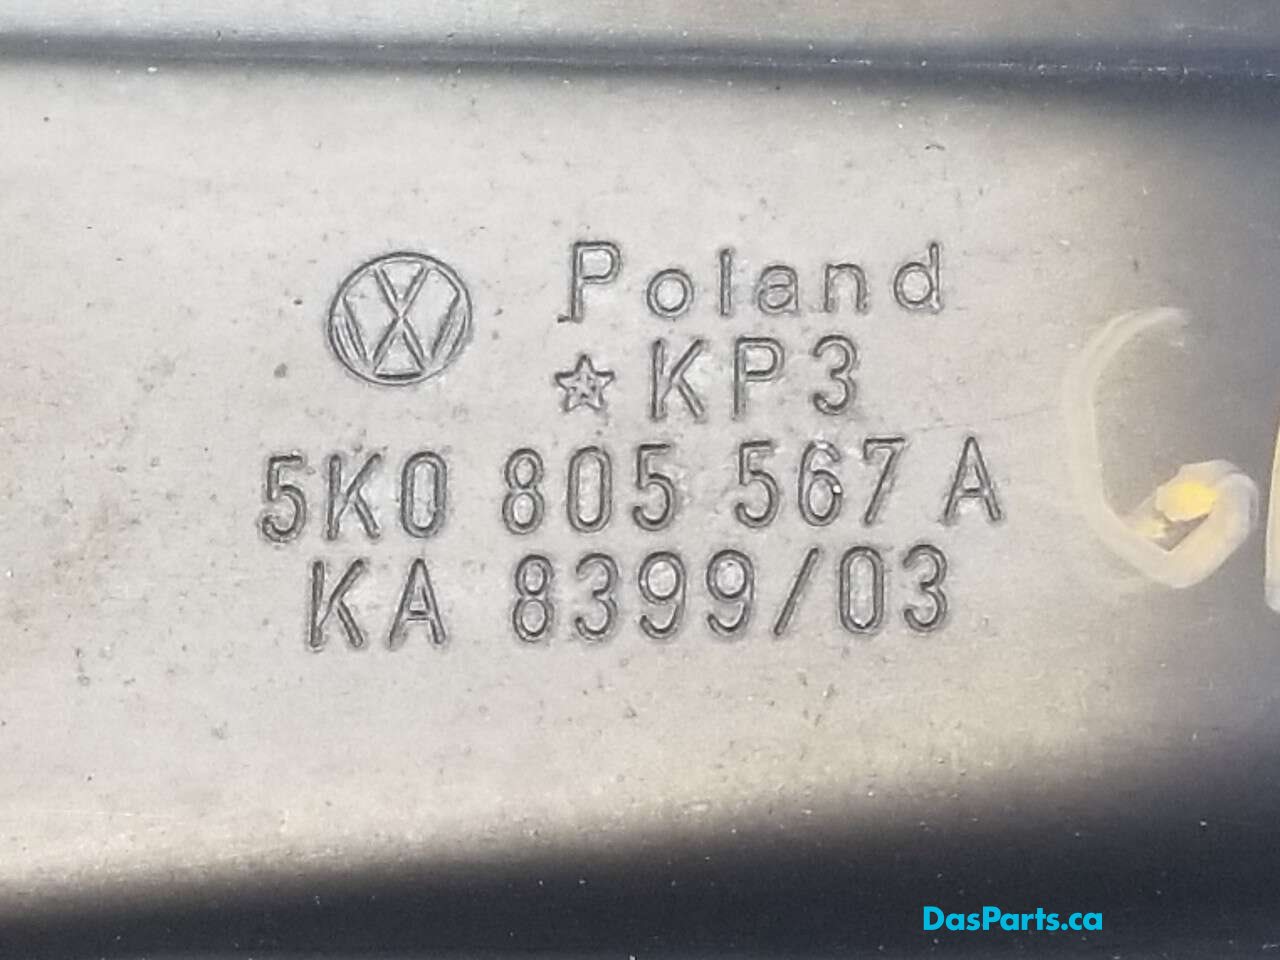 Poland
KP3
5K0 805 567 A
KA 8399/03
DasParts.ca